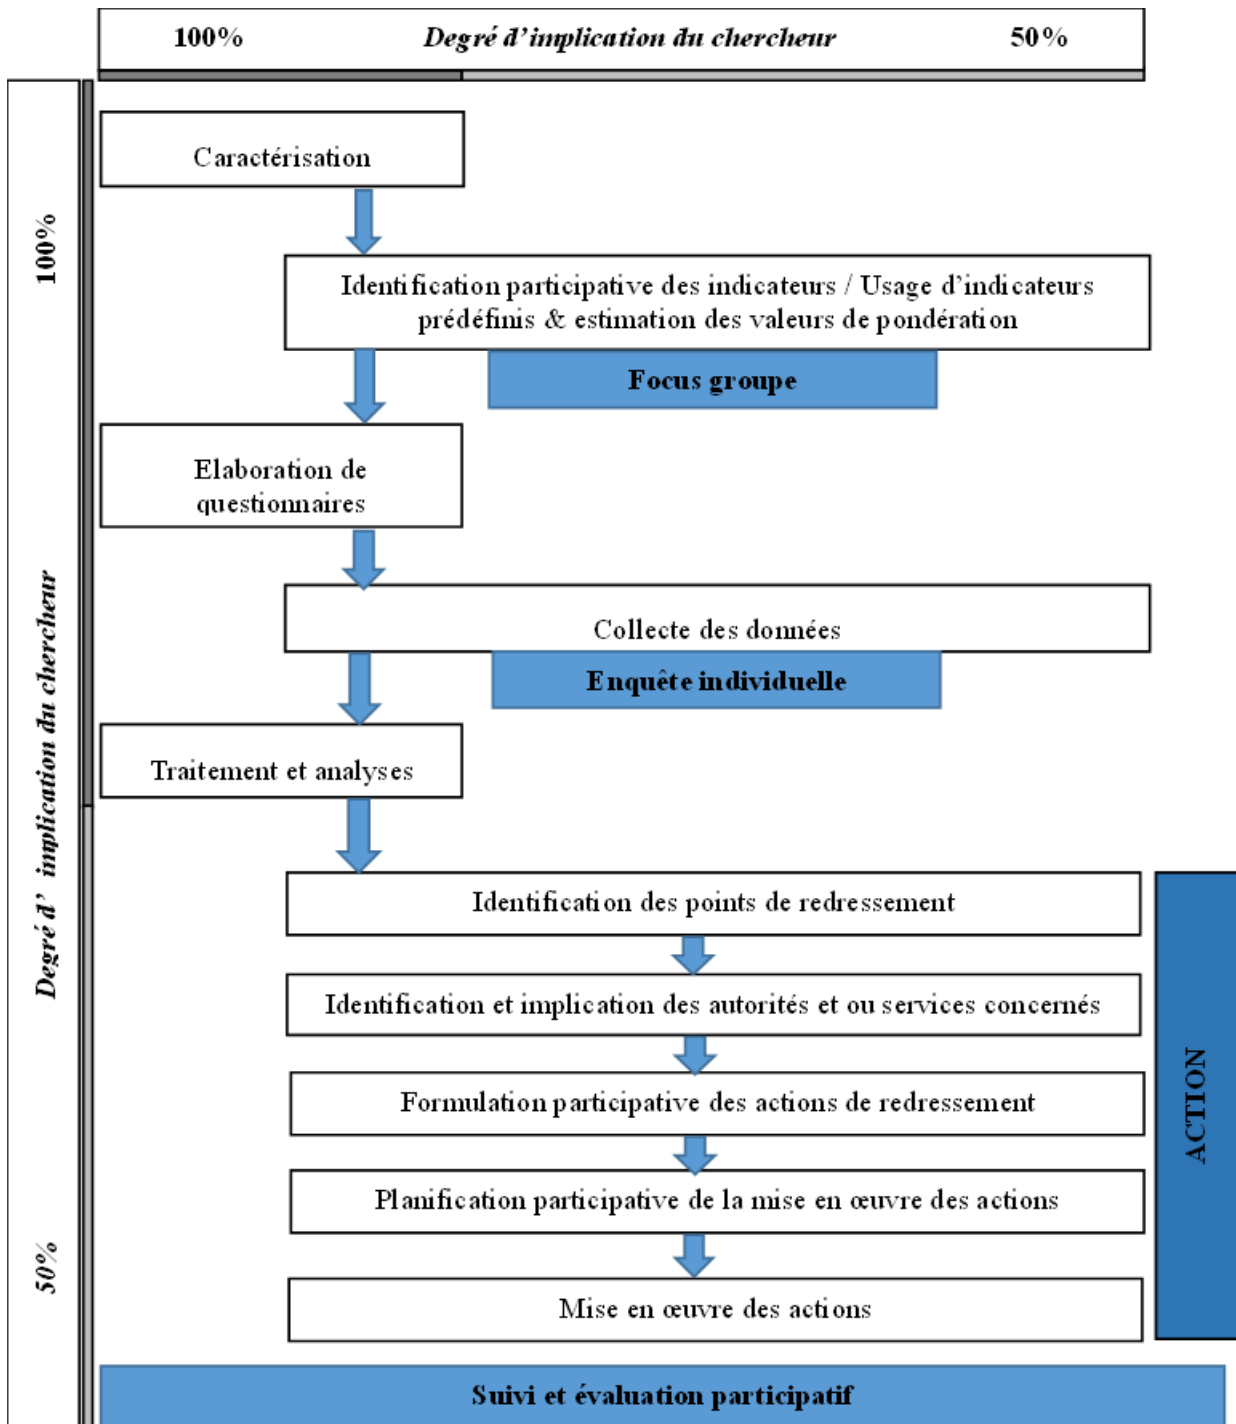 100% Degré d'implication du chercheur 50%
100%
Degré d' implication du chercheur
50%
Caractérisation
Identification participative des indicateurs / Usage d'indicateurs
prédéfinis & estimation des valeurs de pondération
Focus groupe
Elaboration de
questionnaires
Collecte des données
Enquête individuelle
Traitement et analyses
Identification des points de redressement
Identification et implication des autorités et ou services concernés
Formulation participative des actions de redressement
Planification participative de la mise en œuvre des actions
Mise en œuvre des actions
ACTION
Suivi et évaluation participatif